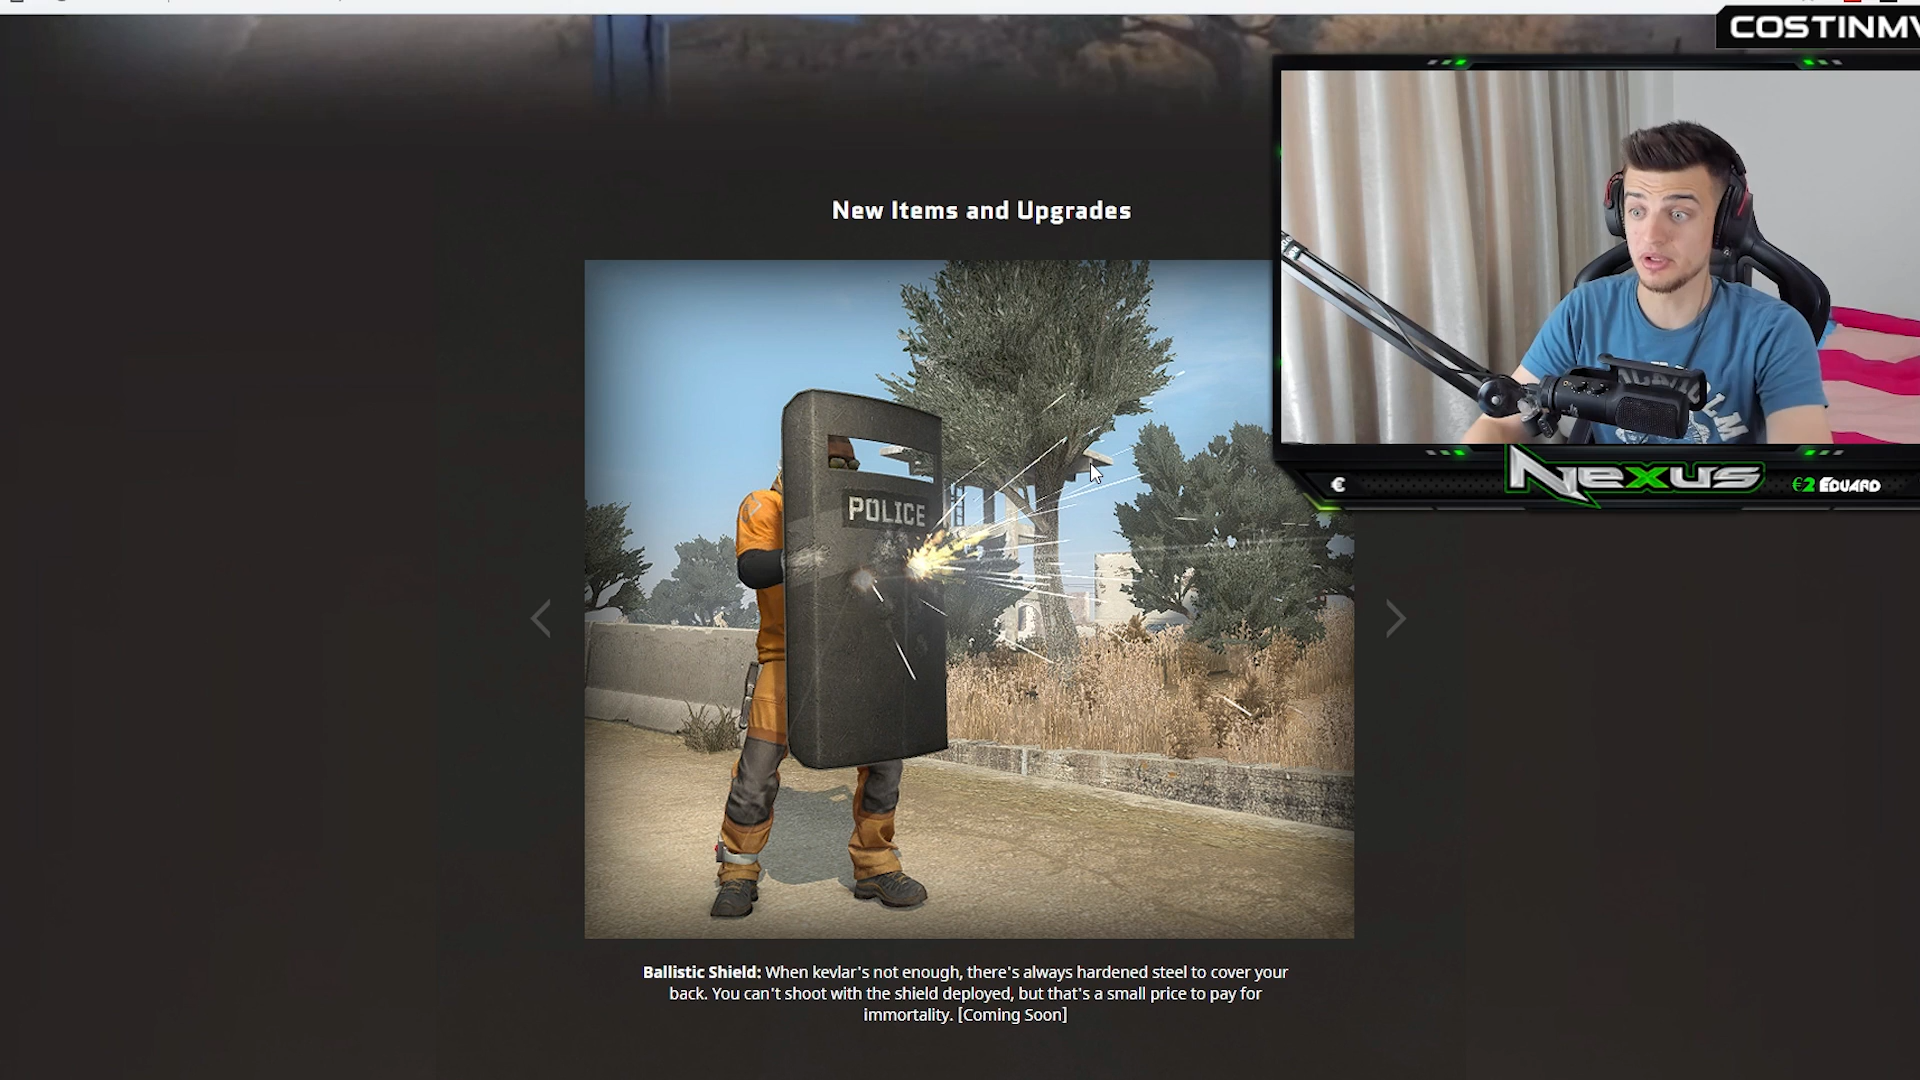 COSTINM
New Items and Upgrades
POLICE
€
Nexus
€2 EDUARD
Ballistic Shield: When kevlar's not enough, there's always hardened steel to cover your
back. You can't shoot with the shield deployed, but that's a small price to pay for
immortality. [Coming Soon]